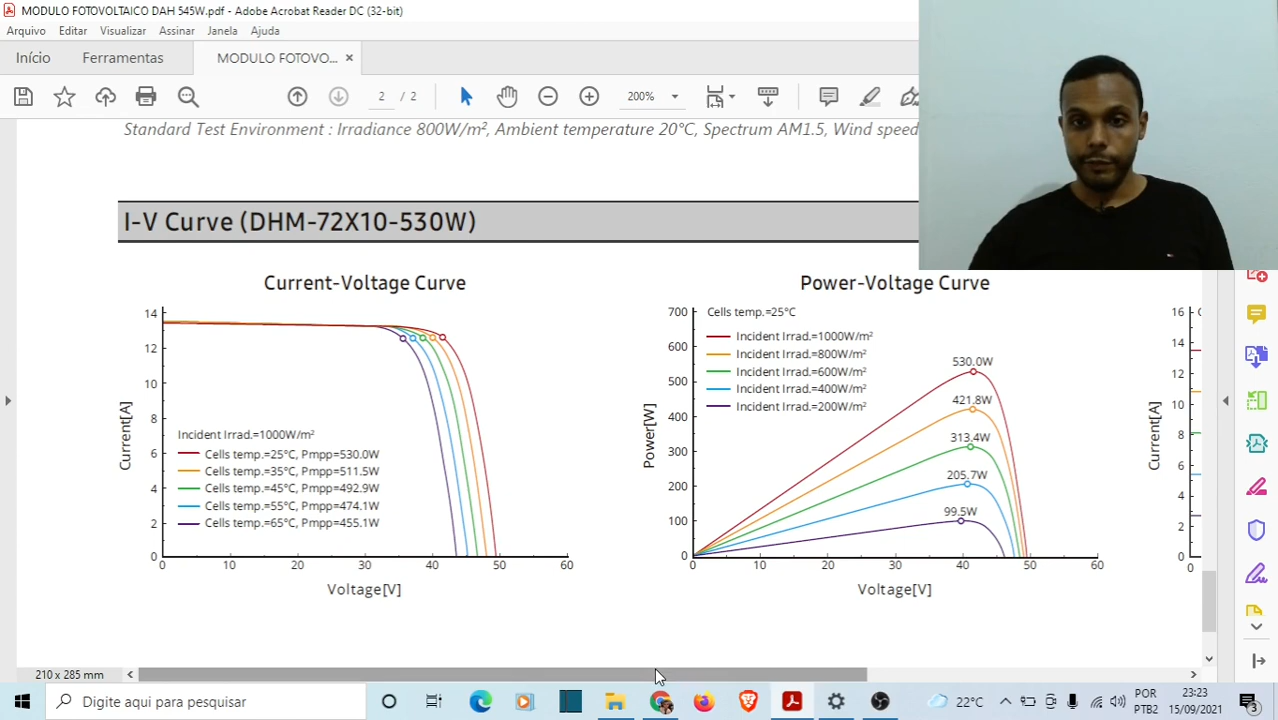 MODULO FOTOVOLTAICO DAH 545W.pdf - Adobe Acrobat Reader DC (32-bit)
Arquivo Editar Visualizar Assinar Janela Ajuda
Início Ferramentas MODULO FOTOVO... ×
2 / 2 200%
Standard Test Environment : Irradiance 800W/m², Ambient temperature 20°C, Spectrum AM1.5, Wind speed
I-V Curve (DHM-72X10-530W)
Current-Voltage Curve
14
12
10
8
6
4
2
0
Current[A]
Incident Irrad.=1000W/m²
Cells temp.=25°C, Pmpp=530.0W
Cells temp.=35°C, Pmpp=511.5W
Cells temp.=45°C, Pmpp=492.9W
Cells temp.=55°C, Pmpp=474.1W
Cells temp.=65°C, Pmpp=455.1W
0 10 20 30 40 50 60
Voltage[V]
Power-Voltage Curve
700
600
500
400
300
200
100
0
Power[W]
Cells temp.=25°C
Incident Irrad.=1000W/m²
Incident Irrad.=800W/m²
Incident Irrad.=600W/m²
Incident Irrad.=400W/m²
Incident Irrad.=200W/m²
530.0W
421.8W
313.4W
205.7W
99.5W
0 10 20 30 40 50 60
Voltage[V]
16
14
12
10
8
6
4
2
0
Current[A]
0
210 x 285 mm
Digite aqui para pesquisar
22°C
POR
PTB2
23:23
15/09/2021
3